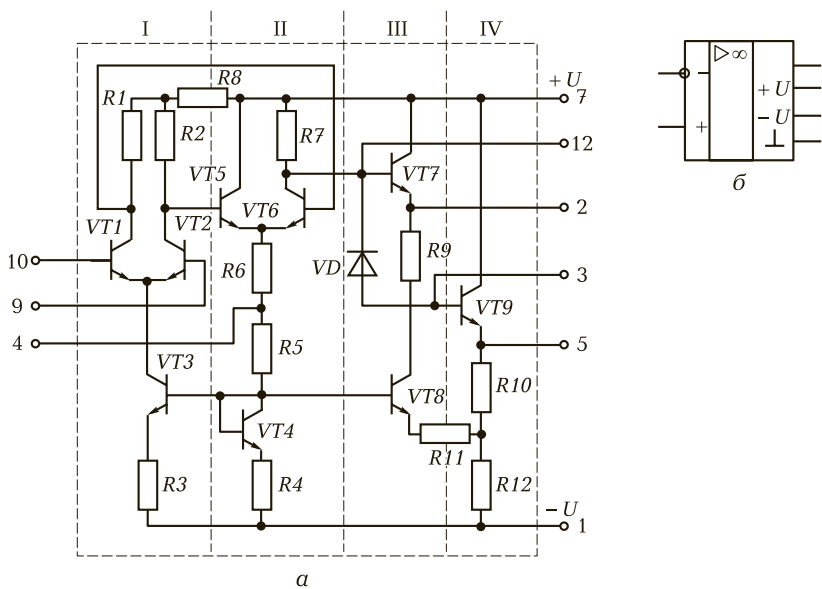 I II III IV
+ U
R8
R1 7
▷∞
R2 R7 12
−
+ U
VT5 VT7
− U
+
VT1 VT2 VT6 2
⊥
б
10 R6 VD R9
3
9 VT9
4 R5 5
VT3
VT8 R10
VT4
R11
R3 R4 R12
− U
1
а